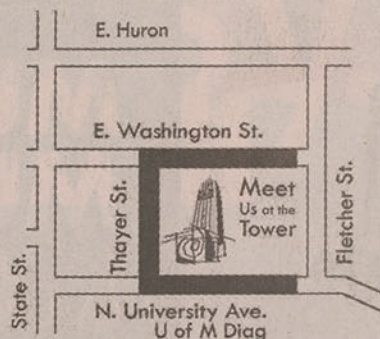 E. Huron
E. Washington St.
State St.
Thayer St.
Meet
Us at the
Tower
Fletcher St.
N. University Ave.
U of M Diag